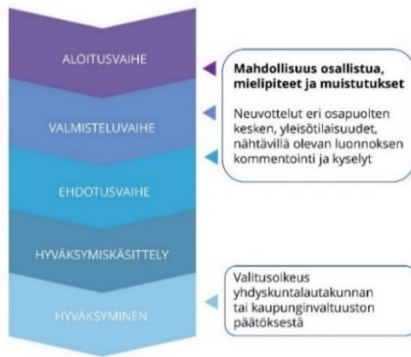 ALOITUSVAIHE
VALMISTELUVAIHE
EHDOTUSVAIHE
HYVÄKSYMISKÄSITTELY
HYVÄKSYMINEN
Mahdollisuus osallistua,
mielipiteet ja muistutukset
Neuvottelut eri osapuolten
kesken, yleisötilaisuudet,
nähtävillä olevan luonnoksen
kommentointi ja kyselyt
Valitusoikeus
yhdyskuntalautakunnan
tai kaupunginvaltuuston
päätöksestä